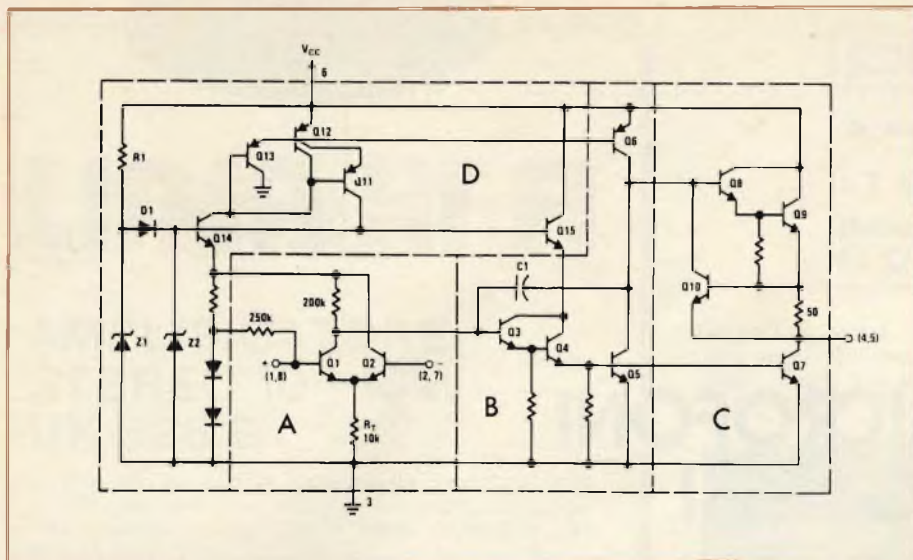 VCC
6
R1
D1
Z1
Z2
Q12
Q13
Q11
Q14
D
Q15
Q6
Q8
Q9
Q10
50
(4,5)
Q7
C
250k
200k
+
(1,8)
Q1
Q2
-
(2, 7)
A
RT
10k
C1
Q3
Q4
Q5
B
3